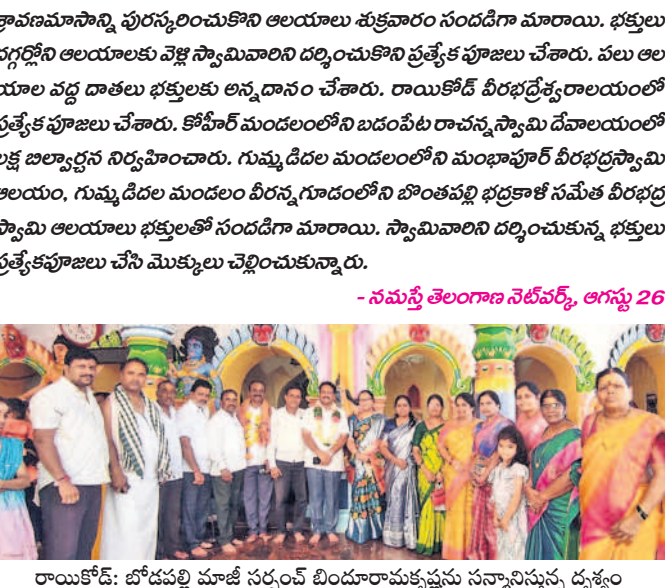 శ్రావణమాసాన్ని పురస్కరించుకొని ఆలయాలు శుక్రవారం సందడిగా మారాయి. భక్తులు
దగ్గర్లోని ఆలయాలకు వెళ్లి స్వామివారిని దర్శించుకొని ప్రత్యేక పూజలు చేశారు. పలు ఆల
యాల వద్ద దాతలు భక్తులకు అన్నదానం చేశారు. రాయికోడ్ వీరభద్రేశ్వరాలయంలో
ప్రత్యేక పూజలు చేశారు. కోహీర్ మండలంలోని బడంపేట రాచన్నస్వామి దేవాలయంలో
లక్ష బిల్వార్చన నిర్వహించారు. గుమ్మడిదల మండలంలోని మంభాపూర్ వీరభద్రస్వామి
ఆలయం, గుమ్మడిదల మండలం వీరన్నగూడంలోని బొంతపల్లి భద్రకాళీ సమేత వీరభద్ర
స్వామి ఆలయాలు భక్తులతో సందడిగా మారాయి. స్వామివారిని దర్శించుకున్న భక్తులు
ప్రత్యేకపూజలు చేసి మొక్కులు చెల్లించుకున్నారు.
- నమస్తే తెలంగాణ నెట్‌వర్క్, ఆగస్టు 26
రాయికోడ్: బోడపల్లి మాజీ సర్పంచ్ బిందూరామకృష్ణను సన్మానిస్తున్న దృశ్యం